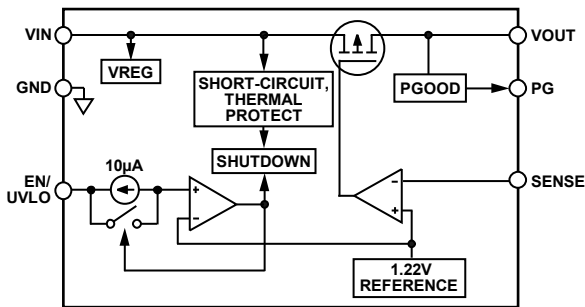 VIN
VOUT
VREG
GND
SHORT-CIRCUIT,
THERMAL
PROTECT
PGOOD
PG
10µA
SHUTDOWN
EN/
UVLO
+
–
–
+
SENSE
1.22V
REFERENCE